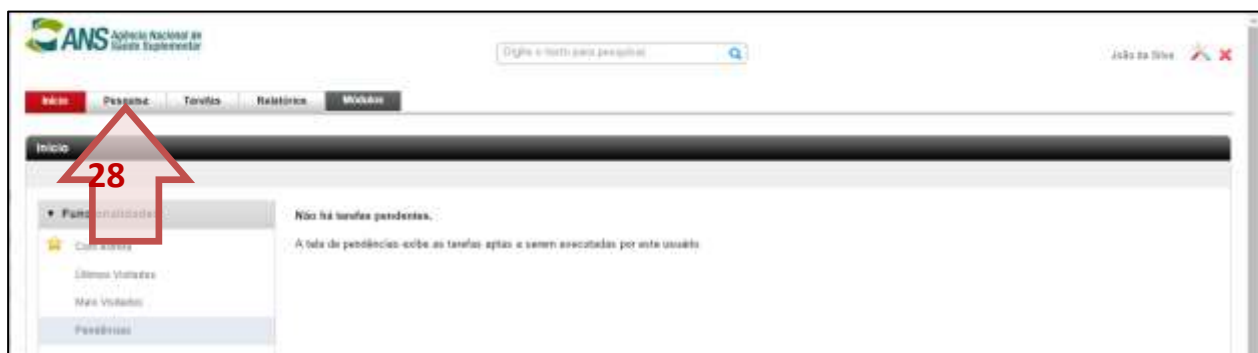 ANS Agência Nacional de
Saúde Suplementar
Digite o texto para pesquisar
João da Silva
Início Pesquisa Tarefas Relatórios Módulos
Início
28
Funcionalidades
Não há tarefas pendentes.
Com Estrela
A tela de pendências exibe as tarefas aptas a serem executadas por este usuário.
Últimos Visitados
Mais Visitados
Pendências